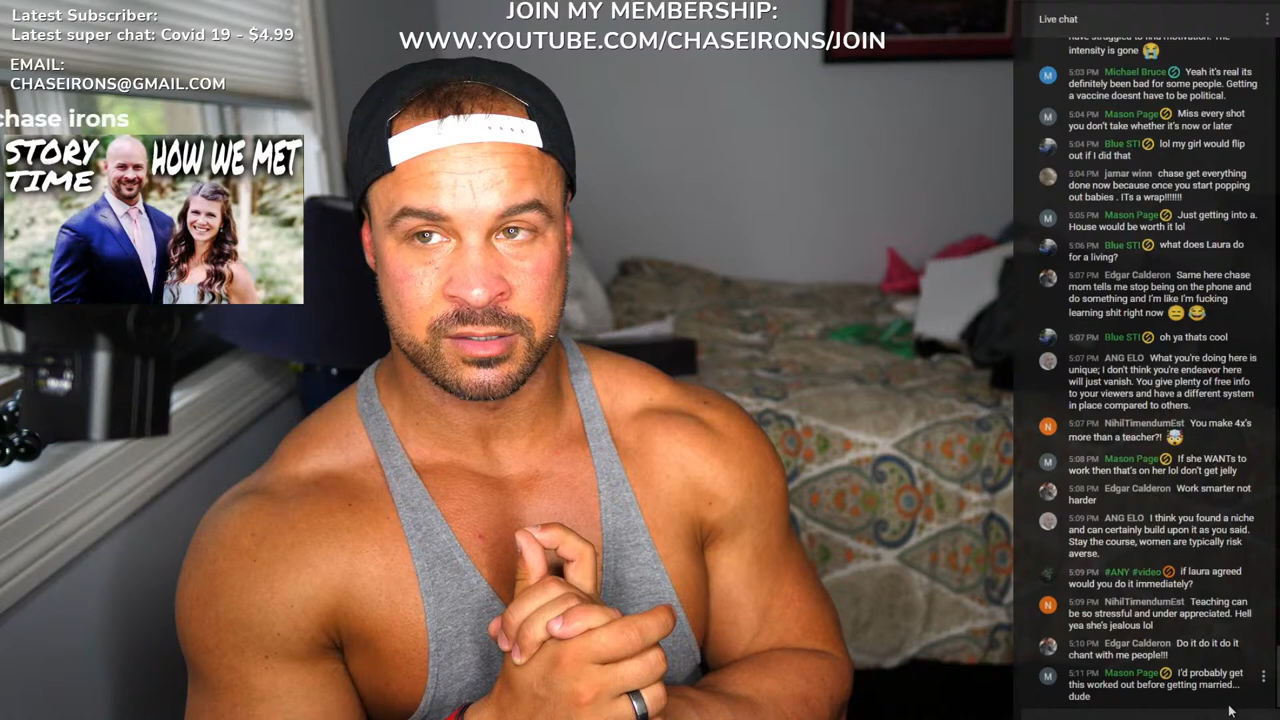 Latest Subscriber:
Latest super chat: Covid 19 - $4.99
EMAIL:
CHASEIRONS@GMAIL.COM
chase irons
STORY TIME
HOW WE MET
JOIN MY MEMBERSHIP:
WWW.YOUTUBE.COM/CHASEIRONS/JOIN
Live chat
have struggled to find motivation. The
intensity is gone 😭
5:03 PM Michael Bruce Yeah it's real its
definitely been bad for some people. Getting
a vaccine doesnt have to be political.
5:04 PM Mason Page Miss every shot
you don't take whether it's now or later
5:04 PM Blue STI lol my girl would flip
out if I did that
5:04 PM jamar winn chase get everything
done now because once you start popping
out babies . ITs a wrap!!!!!!!
5:05 PM Mason Page Just getting into a.
House would be worth it lol
5:06 PM Blue STI what does Laura do
for a living?
5:07 PM Edgar Calderon Same here chase
mom tells me stop being on the phone and
do something and I'm like I'm fucking
learning shit right now 😑 😂
5:07 PM Blue STI oh ya thats cool
5:07 PM ANG ELO What you're doing here is
unique; I don't think you're endeavor here
will just vanish. You give plenty of free info
to your viewers and have a different system
in place compared to others.
5:07 PM NihilTimendumEst You make 4x's
more than a teacher?! 🤯
5:08 PM Mason Page If she WANTs to
work then that's on her lol don't get jelly
5:08 PM Edgar Calderon Work smarter not
harder
5:09 PM ANG ELO I think you found a niche
and can certainly build upon it as you said.
Stay the course, women are typically risk
averse.
5:09 PM #ANY #video if laura agreed
would you do it immediately?
5:09 PM NihilTimendumEst Teaching can
be so stressful and under appreciated. Hell
yea she's jealous lol
5:10 PM Edgar Calderon Do it do it do it
chant with me people!!!
5:11 PM Mason Page I'd probably get
this worked out before getting married...
dude